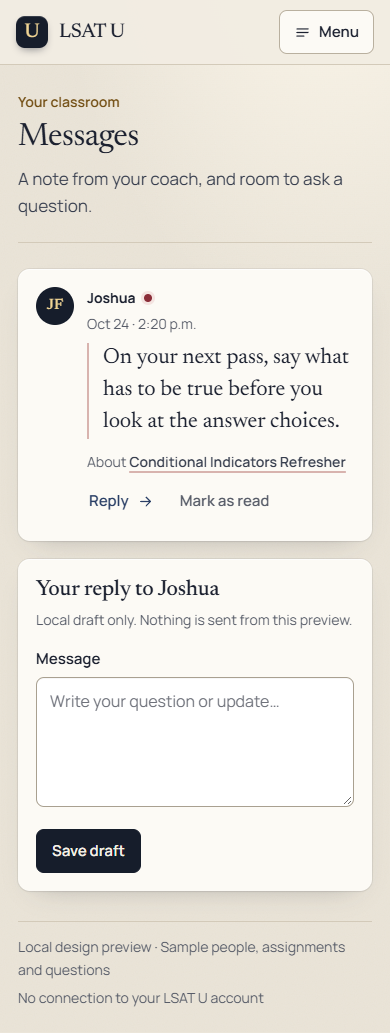 U LSAT U Menu
Your classroom
Messages
A note from your coach, and room to ask a
question.
JF Joshua
Oct 24 · 2:20 p.m.
On your next pass, say what
has to be true before you
look at the answer choices.
About Conditional Indicators Refresher
Reply → Mark as read
Your reply to Joshua
Local draft only. Nothing is sent from this preview.
Message
Write your question or update...
Save draft
Local design preview · Sample people, assignments
and questions
No connection to your LSAT U account